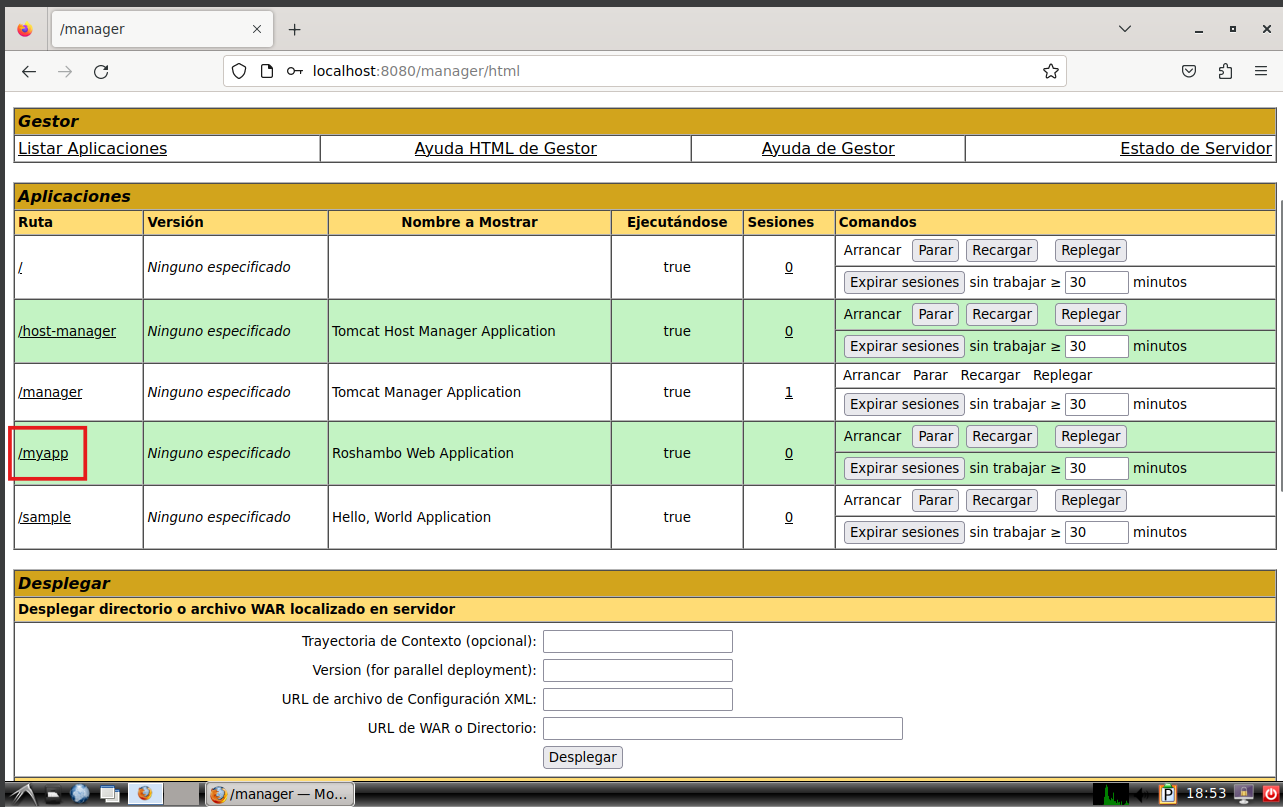 /manager
localhost:8080/manager/html
Gestor
Listar Aplicaciones Ayuda HTML de Gestor Ayuda de Gestor Estado de Servidor
Aplicaciones
Ruta Versión Nombre a Mostrar Ejecutándose Sesiones Comandos
/ Ninguno especificado true 0 Arrancar Parar Recargar Replegar
Expirar sesiones sin trabajar ≥ 30 minutos
/host-manager Ninguno especificado Tomcat Host Manager Application true 0 Arrancar Parar Recargar Replegar
Expirar sesiones sin trabajar ≥ 30 minutos
/manager Ninguno especificado Tomcat Manager Application true 1 Arrancar Parar Recargar Replegar
Expirar sesiones sin trabajar ≥ 30 minutos
/myapp Ninguno especificado Roshambo Web Application true 0 Arrancar Parar Recargar Replegar
Expirar sesiones sin trabajar ≥ 30 minutos
/sample Ninguno especificado Hello, World Application true 0 Arrancar Parar Recargar Replegar
Expirar sesiones sin trabajar ≥ 30 minutos
Desplegar
Desplegar directorio o archivo WAR localizado en servidor
Trayectoria de Contexto (opcional):
Version (for parallel deployment):
URL de archivo de Configuración XML:
URL de WAR o Directorio:
Desplegar
/manager — Mo... P 18:53